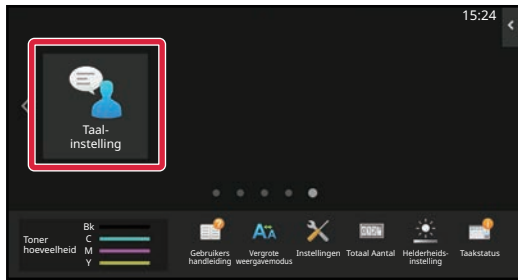 15:24
Taal-
instelling
Toner
hoeveelheid
Bk
C
M
Y
Gebruikers
handleiding
Vergrote
weergavemodus
Instellingen
Totaal Aantal
Helderheids-
instelling
Taakstatus